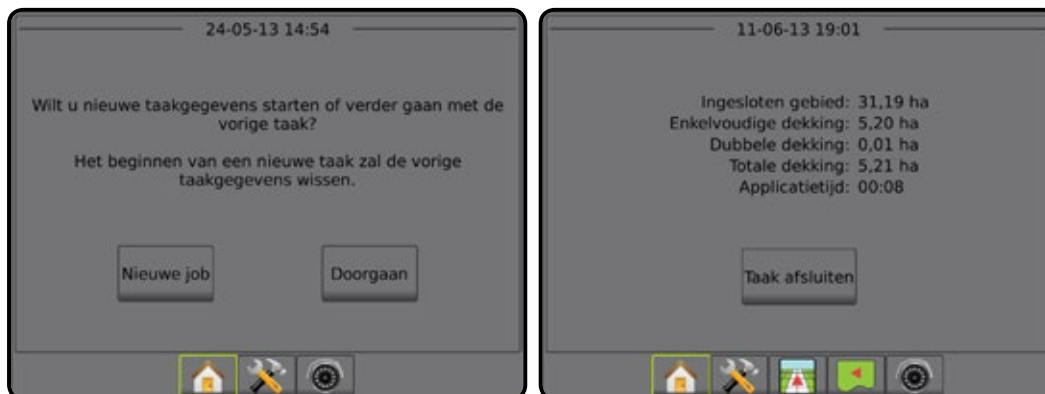 24-05-13 14:54
Wilt u nieuwe taakgegevens starten of verder gaan met de
vorige taak?
Het beginnen van een nieuwe taak zal de vorige
taakgegevens wissen.
Nieuwe job
Doorgaan
11-06-13 19:01
Ingesloten gebied: 31,19 ha
Enkelvoudige dekking: 5,20 ha
Dubbele dekking: 0,01 ha
Totale dekking: 5,21 ha
Applicatietijd: 00:08
Taak afsluiten